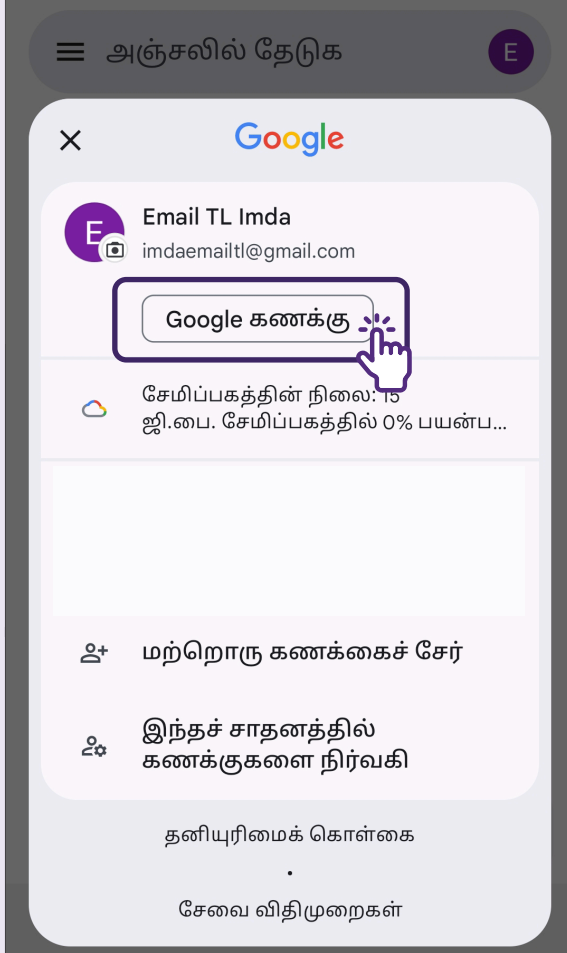 அஞ்சலில் தேடுக
E
Google
E
Email TL Imda
imdaemailtl@gmail.com
Google கணக்கு
சேமிப்பகத்தின் நிலை: 15
ஜி.பை. சேமிப்பகத்தில் 0% பயன்ப...
மற்றொரு கணக்கைச் சேர்
இந்தச் சாதனத்தில்
கணக்குகளை நிர்வகி
தனியுரிமைக் கொள்கை
·
சேவை விதிமுறைகள்